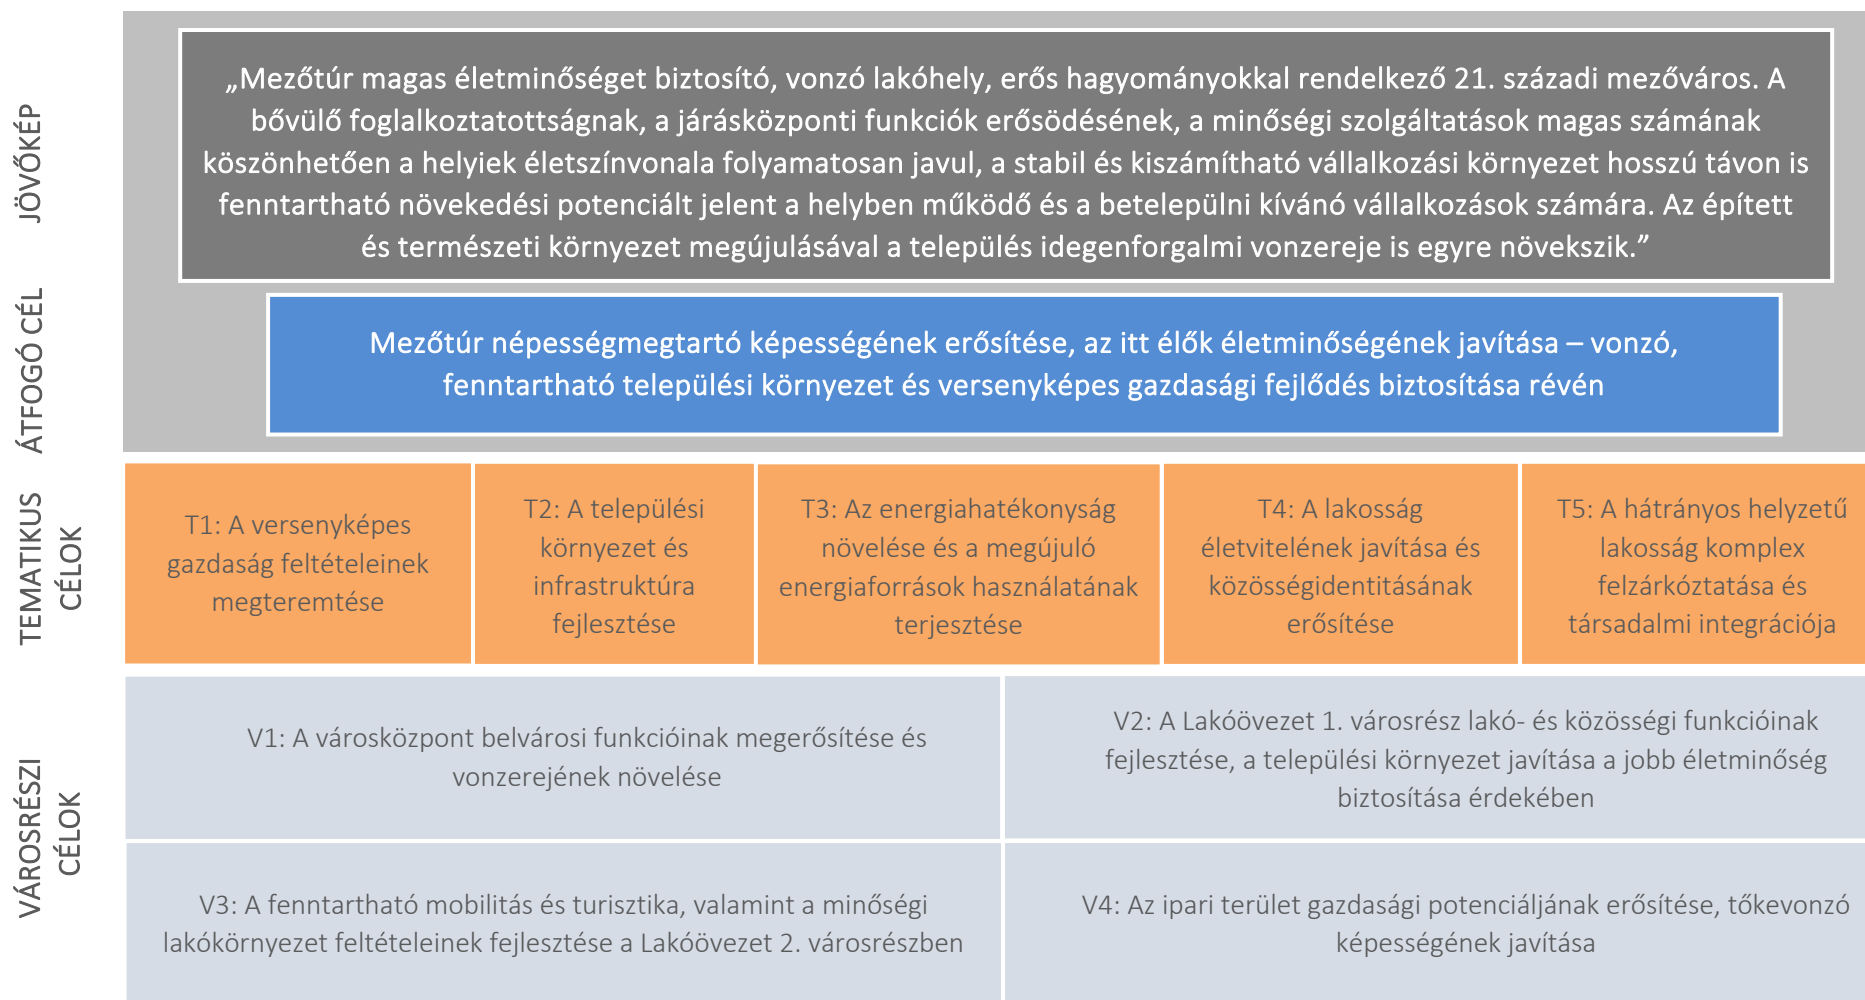 JÖVŐKÉP
„Mezőtúr magas életminőséget biztosító, vonzó lakóhely, erős hagyományokkal rendelkező 21. századi mezőváros. A
bővülő foglalkoztatottságnak, a járásközponti funkciók erősödésének, a minőségi szolgáltatások magas számának
köszönhetően a helyiek életszínvonala folyamatosan javul, a stabil és kiszámítható vállalkozási környezet hosszú távon is
fenntartható növekedési potenciált jelent a helyben működő és a betelepülni kívánó vállalkozások számára. Az épített
és természeti környezet megújulásával a település idegenforgalmi vonzereje is egyre növekszik.”
ÁTFOGÓ CÉL
Mezőtúr népességmegtartó képességének erősítése, az itt élők életminőségének javítása – vonzó,
fenntartható települési környezet és versenyképes gazdasági fejlődés biztosítása révén
TEMATIKUS
CÉLOK
T1: A versenyképes
gazdaság feltételeinek
megteremtése
T2: A települési
környezet és
infrastruktúra
fejlesztése
T3: Az energiahatékonyság
növelése és a megújuló
energiaforrások használatának
terjesztése
T4: A lakosság
életvitelének javítása és
közösségidentitásának
erősítése
T5: A hátrányos helyzetű
lakosság komplex
felzárkóztatása és
társadalmi integrációja
VÁROSRÉSZI
CÉLOK
V1: A városközpont belvárosi funkcióinak megerősítése és
vonzerejének növelése
V2: A Lakóövezet 1. városrész lakó- és közösségi funkcióinak
fejlesztése, a települési környezet javítása a jobb életminőség
biztosítása érdekében
V3: A fenntartható mobilitás és turisztika, valamint a minőségi
lakókörnyezet feltételeinek fejlesztése a Lakóövezet 2. városrészben
V4: Az ipari terület gazdasági potenciáljának erősítése, tőkevonzó
képességének javítása